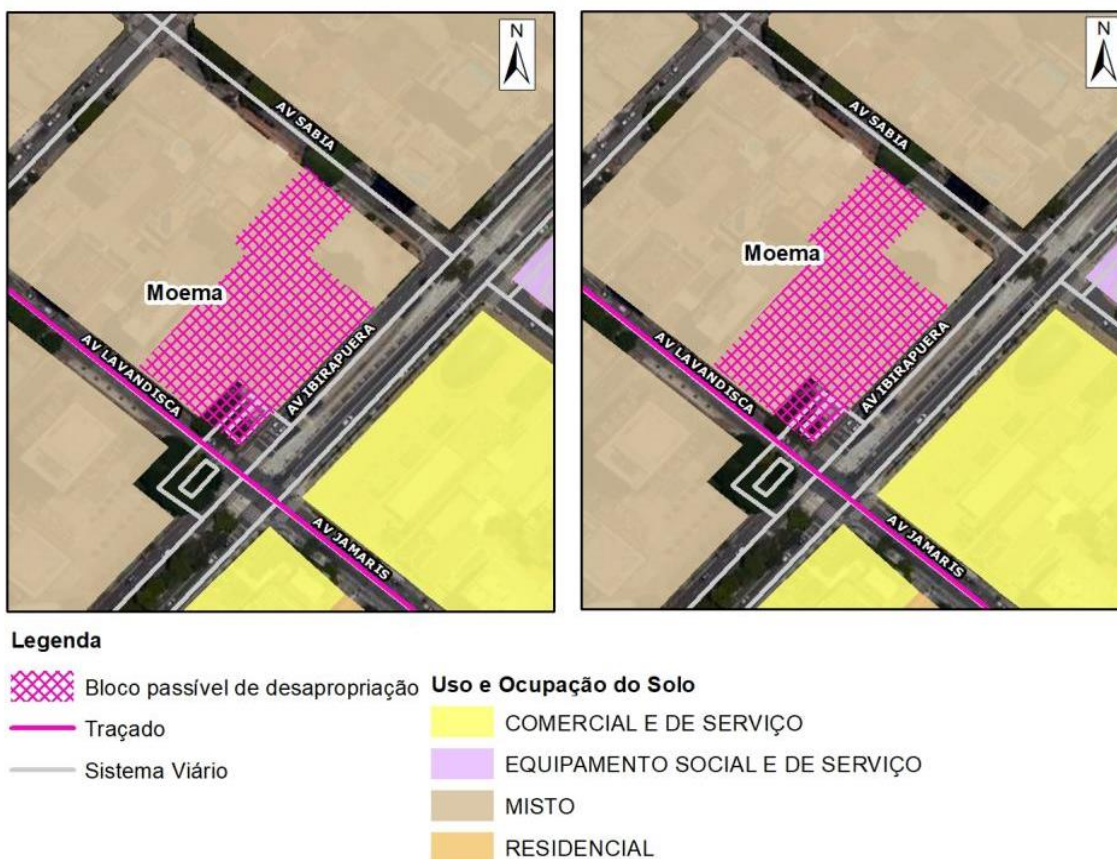 N
AV SABIA
Moema
AV LAVANDISCA
AV IBIRAPUERA
AV JAMARIS
N
AV SABIA
Moema
AV LAVANDISCA
AV IBIRAPUERA
AV JAMARIS
Legenda
Bloco passível de desapropriação
Traçado
Sistema Viário
Uso e Ocupação do Solo
COMERCIAL E DE SERVIÇO
EQUIPAMENTO SOCIAL E DE SERVIÇO
MISTO
RESIDENCIAL